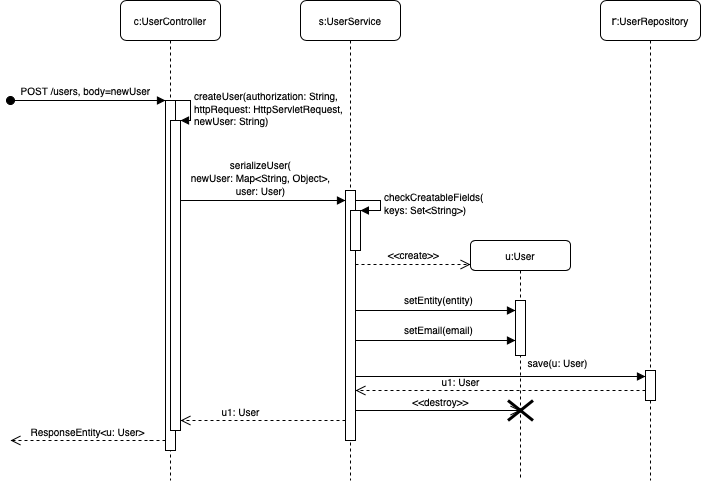 c:UserController
s:UserService
r:UserRepository
POST /users, body=newUser
createUser(authorization: String,
httpRequest: HttpServletRequest,
newUser: String)
serializeUser(
newUser: Map<String, Object>,
user: User)
checkCreatableFields(
keys: Set<String>)
<<create>>
u:User
setEntity(entity)
setEmail(email)
save(u: User)
u1: User
<<destroy>>
u1: User
ResponseEntity<u: User>